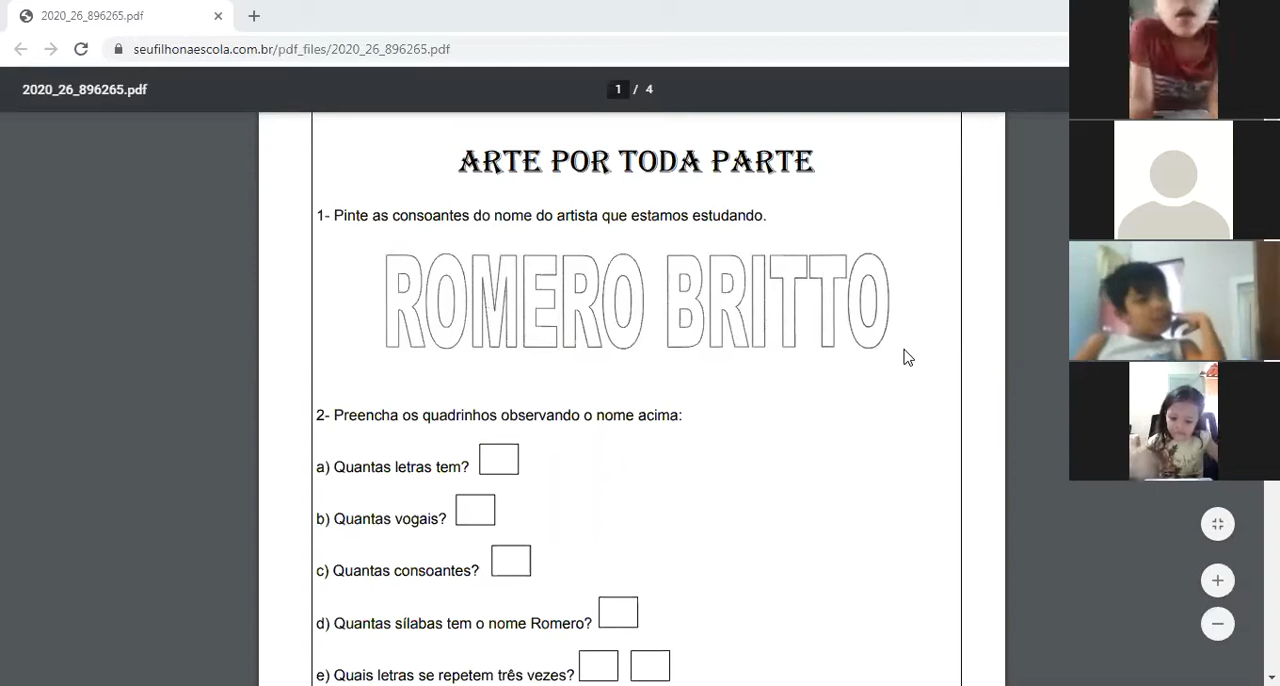 2020_26_896265.pdf
seufilhonaescola.com.br/pdf_files/2020_26_896265.pdf
2020_26_896265.pdf
1 / 4
ARTE POR TODA PARTE
1- Pinte as consoantes do nome do artista que estamos estudando.
ROMERO BRITTO
2- Preencha os quadrinhos observando o nome acima:
a) Quantas letras tem?
b) Quantas vogais?
c) Quantas consoantes?
d) Quantas sílabas tem o nome Romero?
e) Quais letras se repetem três vezes?